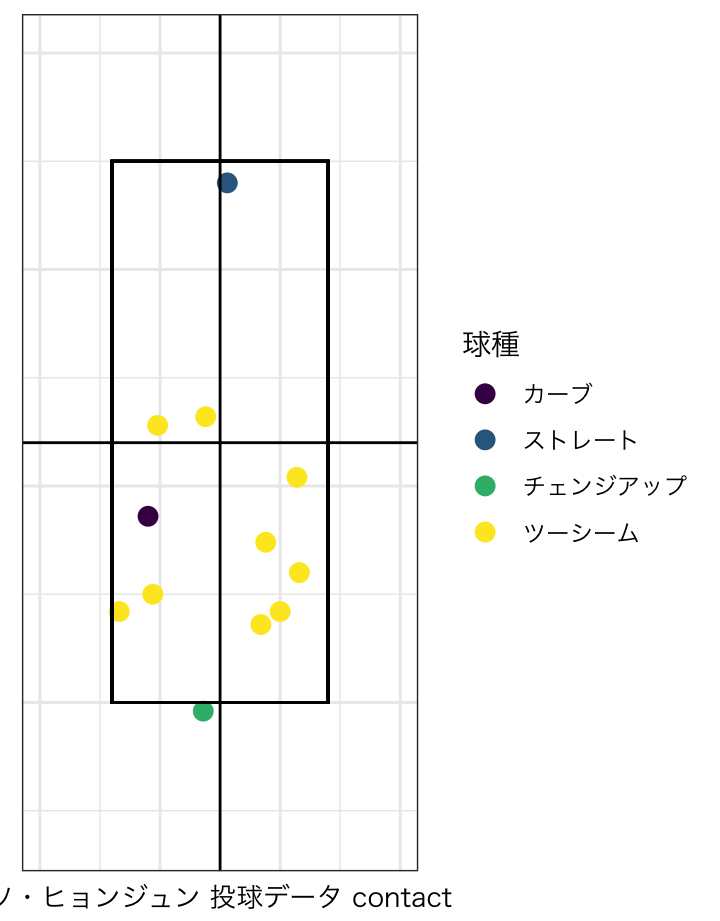 球種
カーブ
ストレート
チェンジアップ
ツーシーム
・ヒョンジュン 投球データ contact